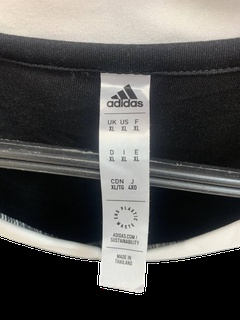 adidas
UK US F
XL XL XL
D I E
XL XL XL
CDN J
XL/TG 4XO
END PLASTIC WASTE
ADIDAS.COM /
SUSTAINABILITY
MADE IN
THAILAND